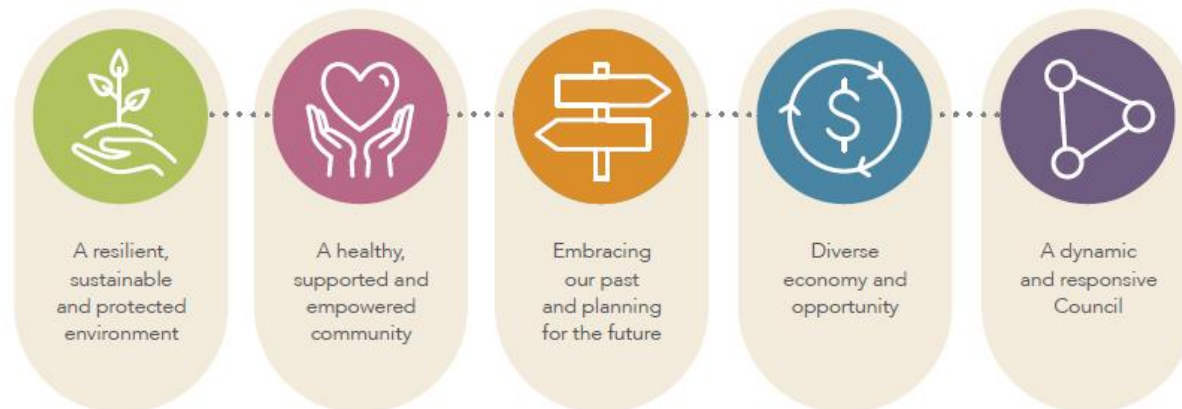 A resilient,
sustainable
and protected
environment
A healthy,
supported and
empowered
community
Embracing
our past
and planning
for the future
Diverse
economy and
opportunity
A dynamic
and responsive
Council